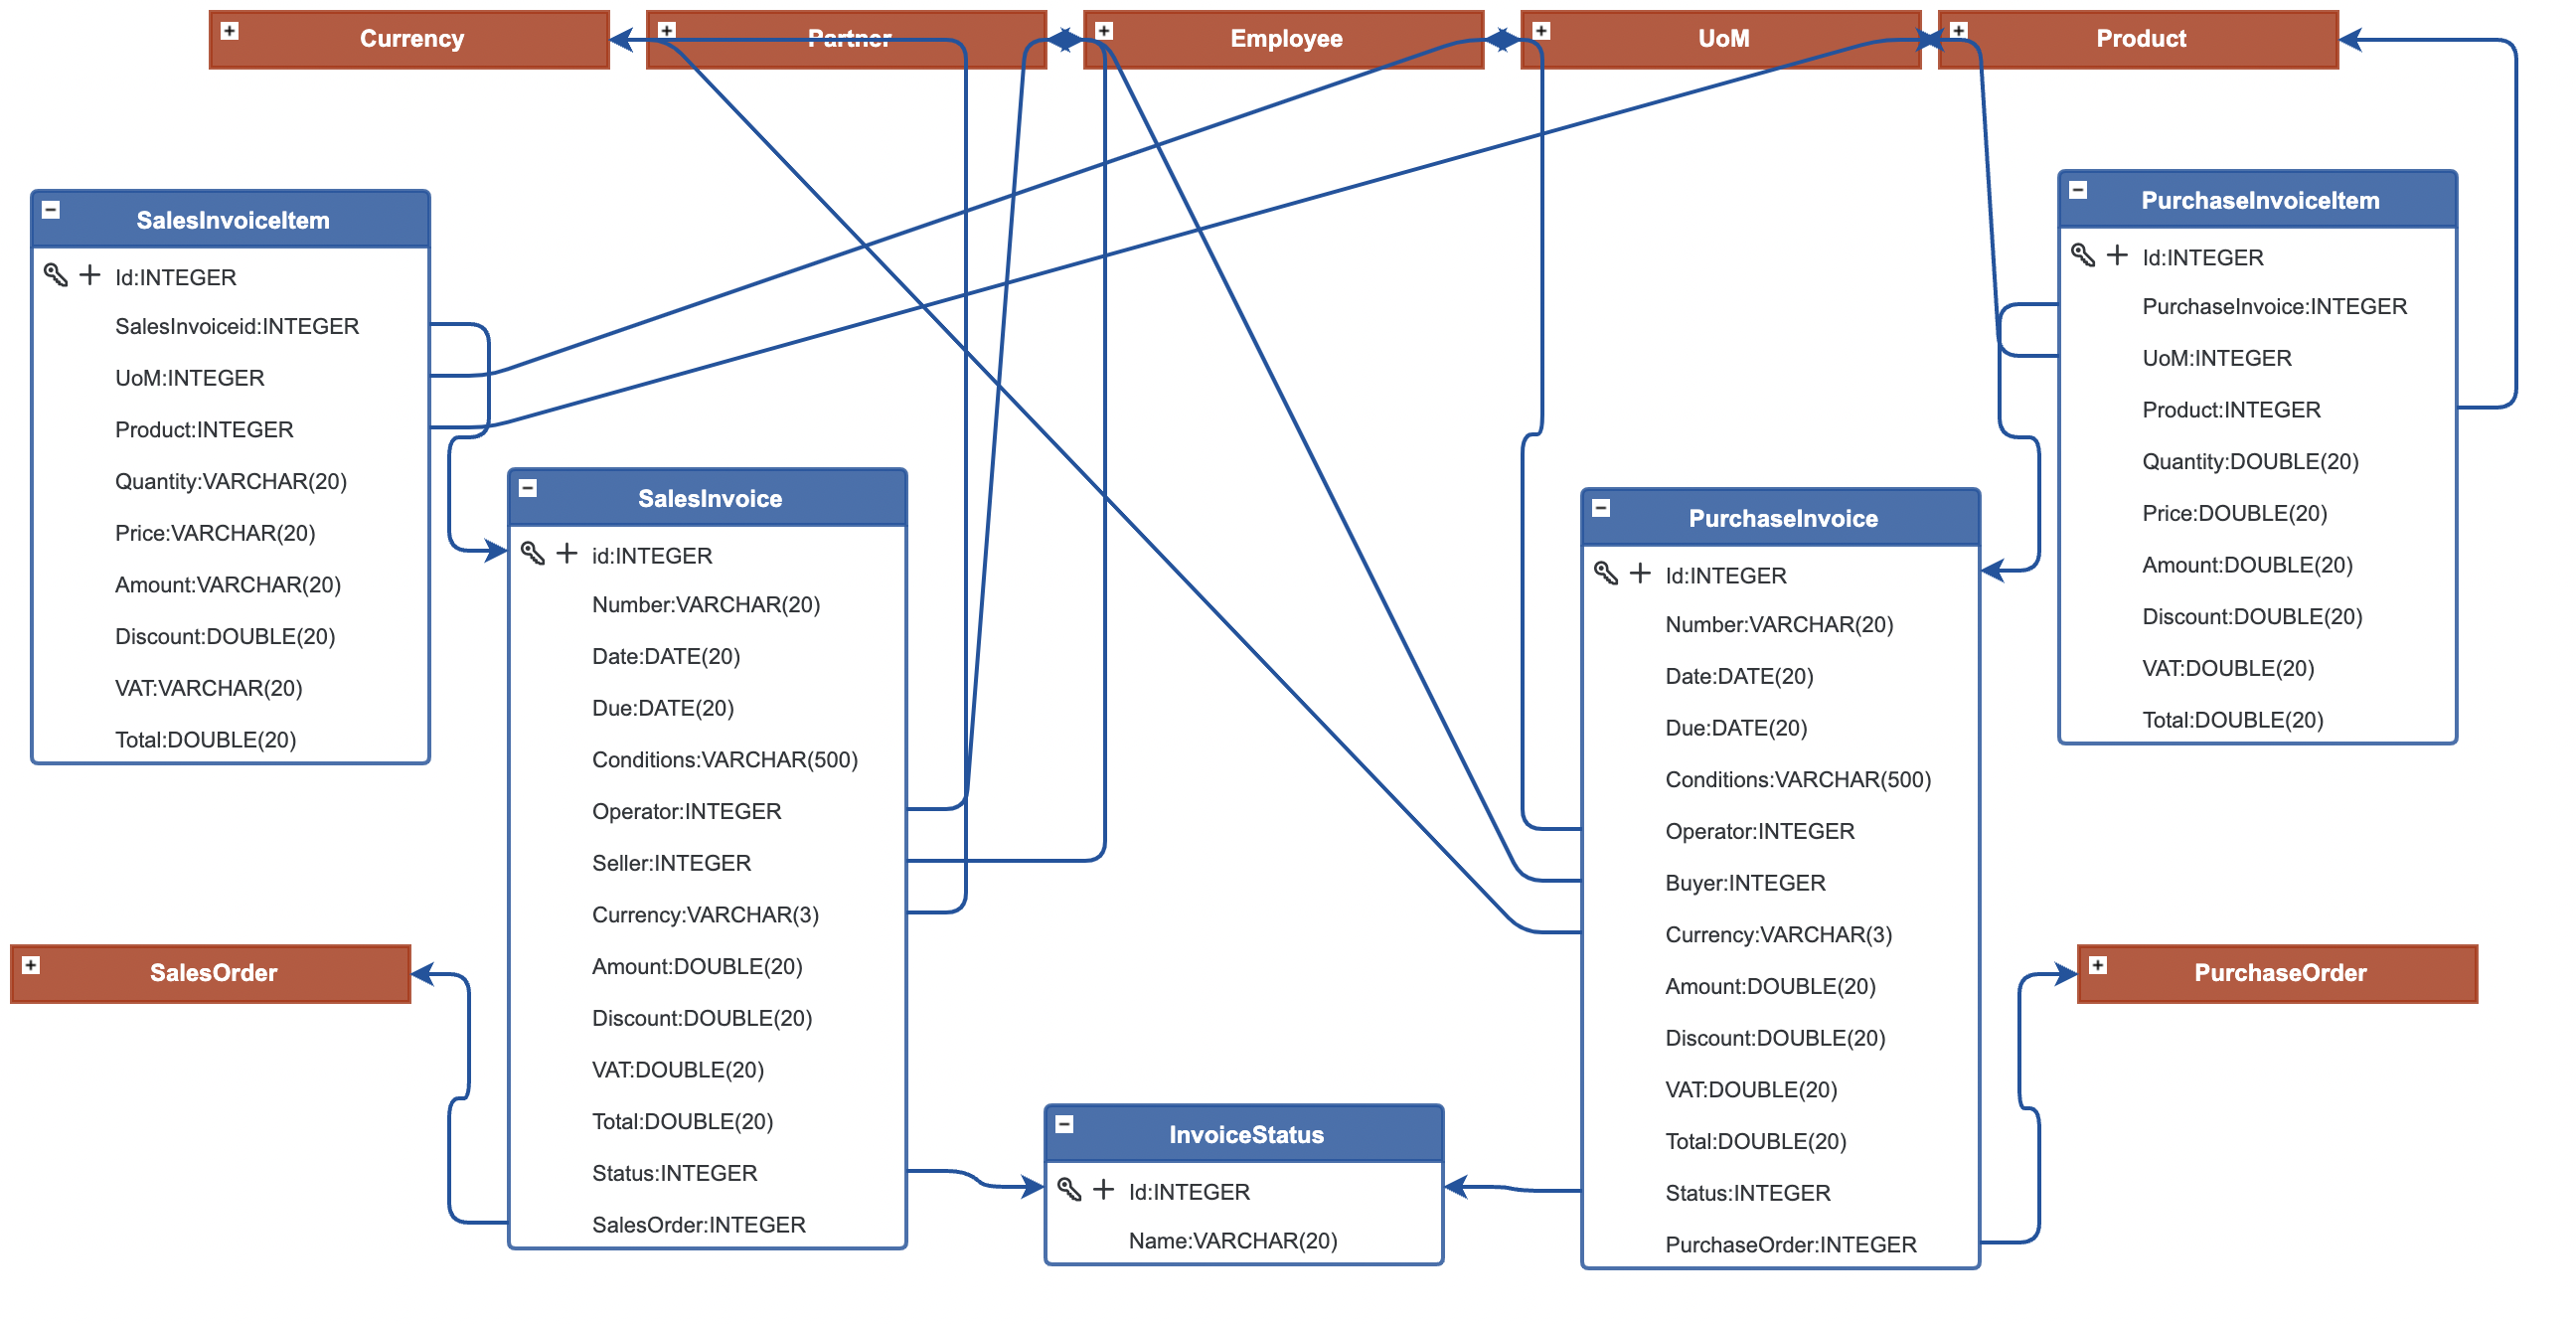 Currency
Partner
Employee
UoM
Product
SalesInvoiceItem
Id:INTEGER
SalesInvoiceid:INTEGER
UoM:INTEGER
Product:INTEGER
Quantity:VARCHAR(20)
Price:VARCHAR(20)
Amount:VARCHAR(20)
Discount:DOUBLE(20)
VAT:VARCHAR(20)
Total:DOUBLE(20)
SalesInvoice
id:INTEGER
Number:VARCHAR(20)
Date:DATE(20)
Due:DATE(20)
Conditions:VARCHAR(500)
Operator:INTEGER
Seller:INTEGER
Currency:VARCHAR(3)
Amount:DOUBLE(20)
Discount:DOUBLE(20)
VAT:DOUBLE(20)
Total:DOUBLE(20)
Status:INTEGER
SalesOrder:INTEGER
PurchaseInvoice
Id:INTEGER
Number:VARCHAR(20)
Date:DATE(20)
Due:DATE(20)
Conditions:VARCHAR(500)
Operator:INTEGER
Buyer:INTEGER
Currency:VARCHAR(3)
Amount:DOUBLE(20)
Discount:DOUBLE(20)
VAT:DOUBLE(20)
Total:DOUBLE(20)
Status:INTEGER
PurchaseOrder:INTEGER
PurchaseInvoiceItem
Id:INTEGER
PurchaseInvoice:INTEGER
UoM:INTEGER
Product:INTEGER
Quantity:DOUBLE(20)
Price:DOUBLE(20)
Amount:DOUBLE(20)
Discount:DOUBLE(20)
VAT:DOUBLE(20)
Total:DOUBLE(20)
SalesOrder
InvoiceStatus
Id:INTEGER
Name:VARCHAR(20)
PurchaseOrder